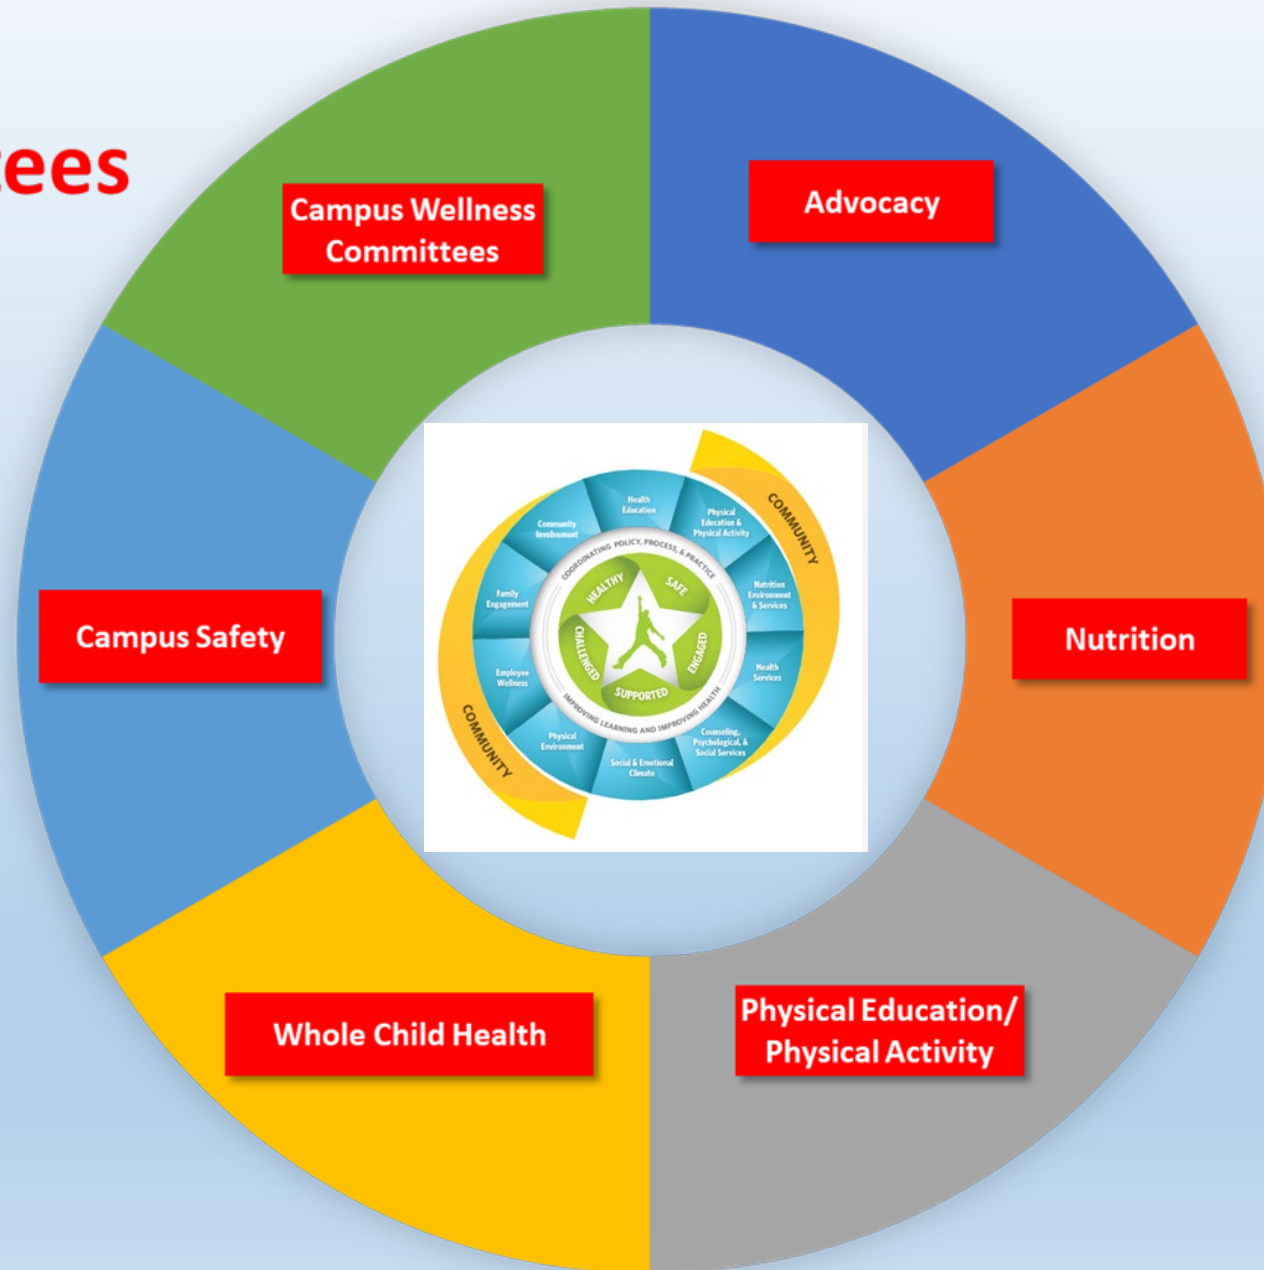 tees
Campus Wellness
Committees
Advocacy
Campus Safety
Nutrition
Whole Child Health
Physical Education/
Physical Activity
COMMUNITY
Health
Education
Physical
Education &
Physical Activity
Nutrition
Environment
& Services
Health
Services
Counseling,
Psychological, &
Social Services
Social & Emotional
Climate
Physical
Environment
Employee
Wellness
Family
Engagement
Community
Involvement
COMMUNITY
COORDINATING POLICY, PROCESS, & PRACTICE
IMPROVING LEARNING AND IMPROVING HEALTH
HEALTHY
SAFE
ENGAGED
SUPPORTED
CHALLENGED